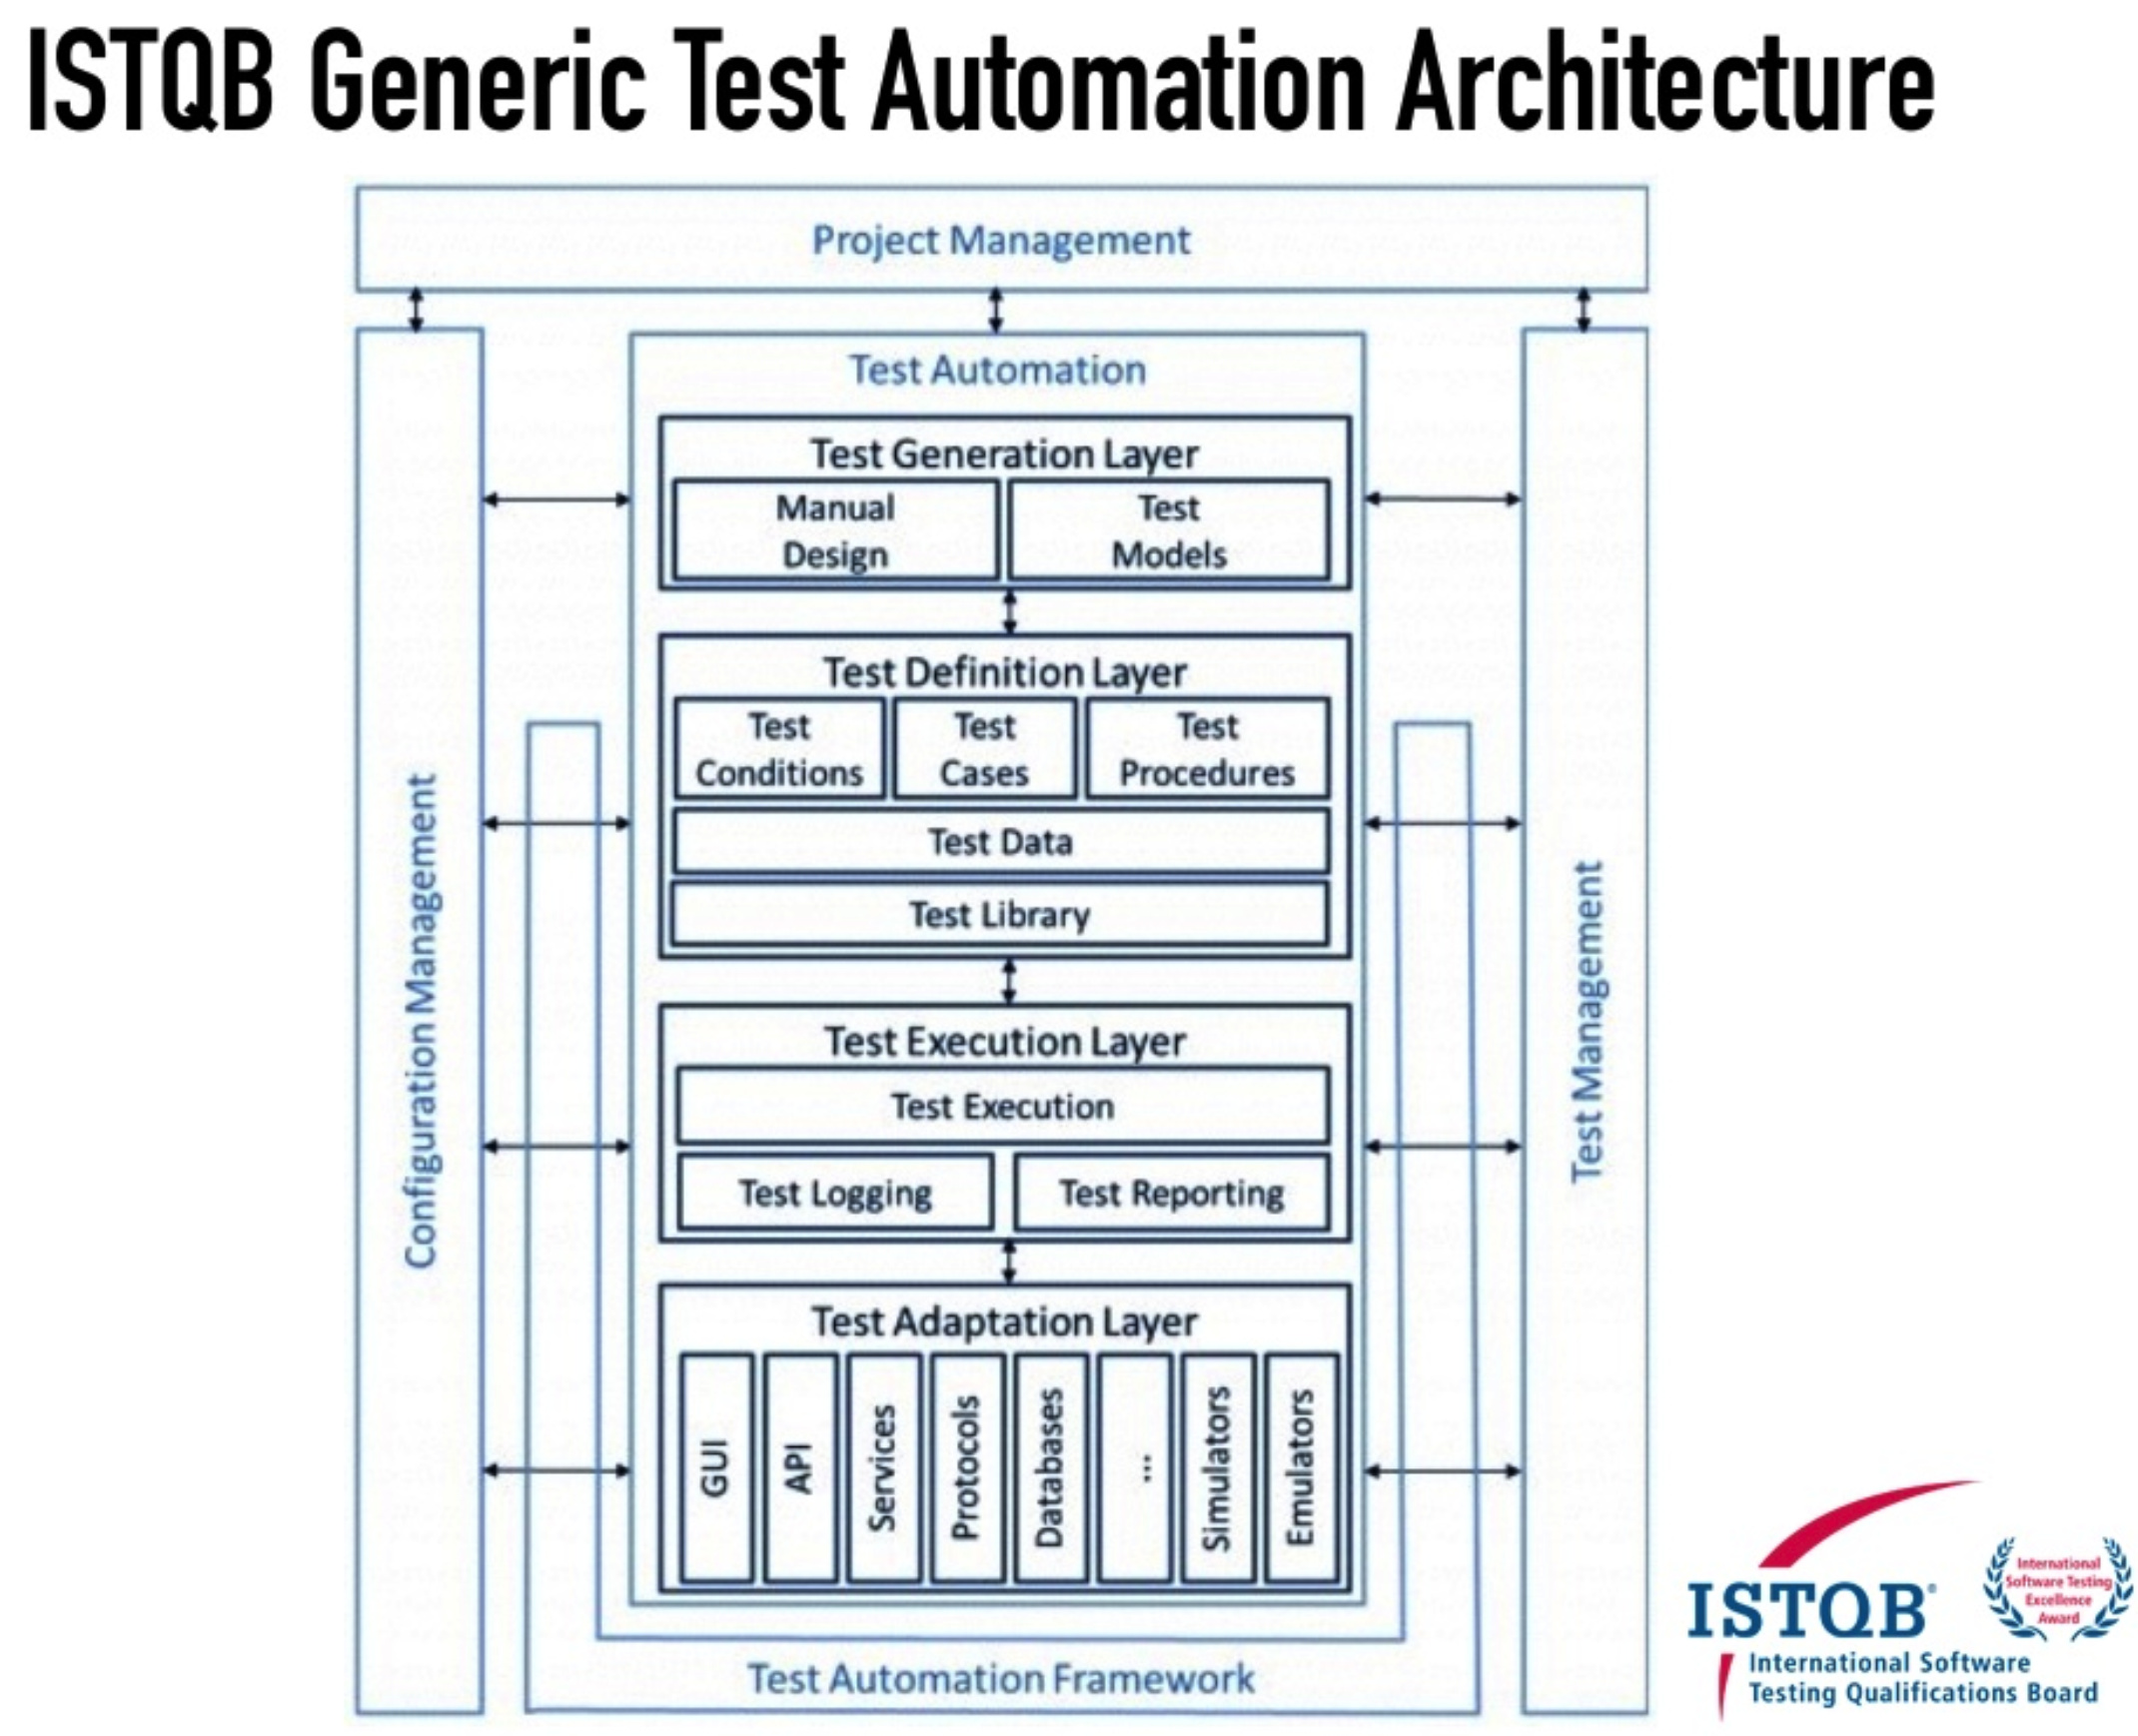 ISTQB Generic Test Automation Architecture
Project Management
Test Automation
Test Generation Layer
Manual
Design
Test
Models
Test Definition Layer
Test
Conditions
Test
Cases
Test
Procedures
Test Data
Test Library
Test Execution Layer
Test Execution
Test Logging
Test Reporting
Test Adaptation Layer
GUI
API
Services
Protocols
Databases
...
Simulators
Emulators
Test Automation Framework
Configuration Management
Test Management
ISTQB®
International Software
Testing Qualifications Board
International
Software Testing
Excellence
Award